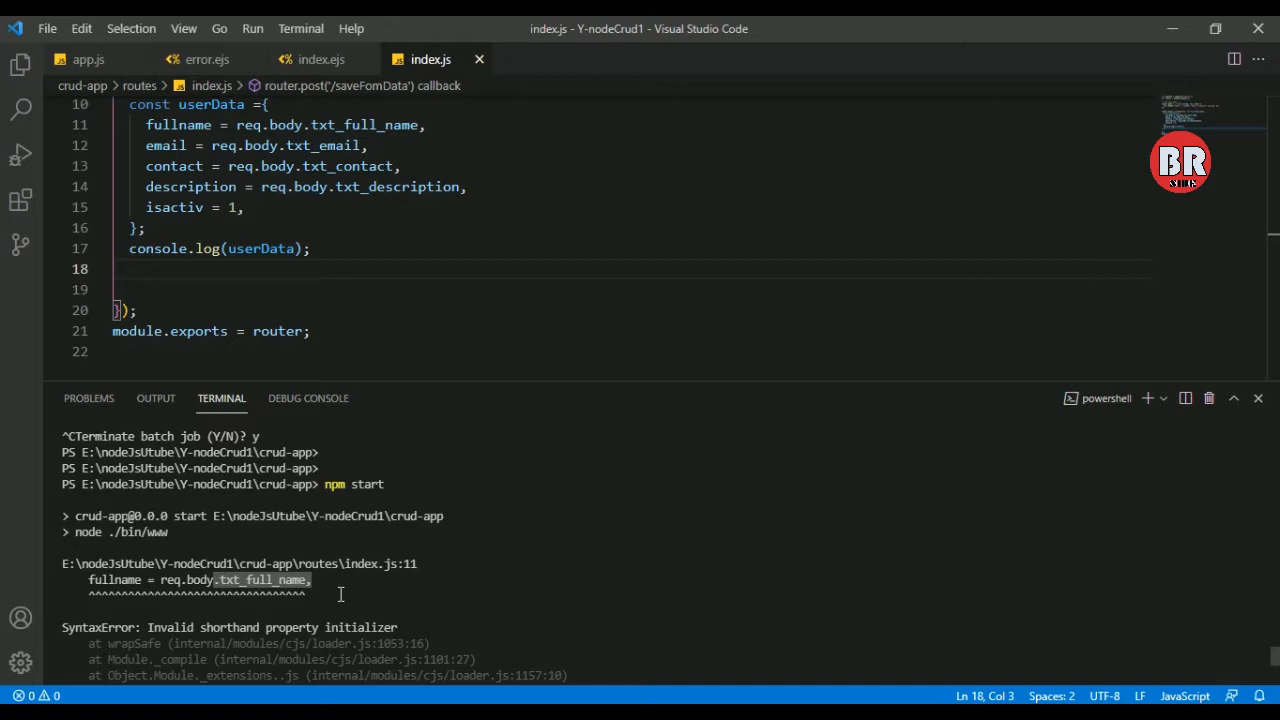 File Edit Selection View Go Run Terminal Help index.js - Y-nodeCrud1 - Visual Studio Code
app.js error.ejs index.ejs index.js
crud-app routes index.js router.post('/saveFomData') callback
10 const userData ={
11 fullname = req.body.txt_full_name,
12 email = req.body.txt_email,
13 contact = req.body.txt_contact,
14 description = req.body.txt_description,
15 isactiv = 1,
16 };
17 console.log(userData);
18
19
20 });
21 module.exports = router;
22
BR
PROBLEMS OUTPUT TERMINAL DEBUG CONSOLE powershell
^CTerminate batch job (Y/N)? y
PS E:\nodeJsUtube\Y-nodeCrud1\crud-app>
PS E:\nodeJsUtube\Y-nodeCrud1\crud-app>
PS E:\nodeJsUtube\Y-nodeCrud1\crud-app> npm start
> crud-app@0.0.0 start E:\nodeJsUtube\Y-nodeCrud1\crud-app
> node ./bin/www
E:\nodeJsUtube\Y-nodeCrud1\crud-app\routes\index.js:11
fullname = req.body.txt_full_name,
^^^^^^^^^^^^^^^^^^^^^^^^^^^^^^^^^
SyntaxError: Invalid shorthand property initializer
at wrapSafe (internal/modules/cjs/loader.js:1053:16)
at Module._compile (internal/modules/cjs/loader.js:1101:27)
at Object.Module._extensions..js (internal/modules/cjs/loader.js:1157:10)
0 0 Ln 18, Col 3 Spaces: 2 UTF-8 LF JavaScript